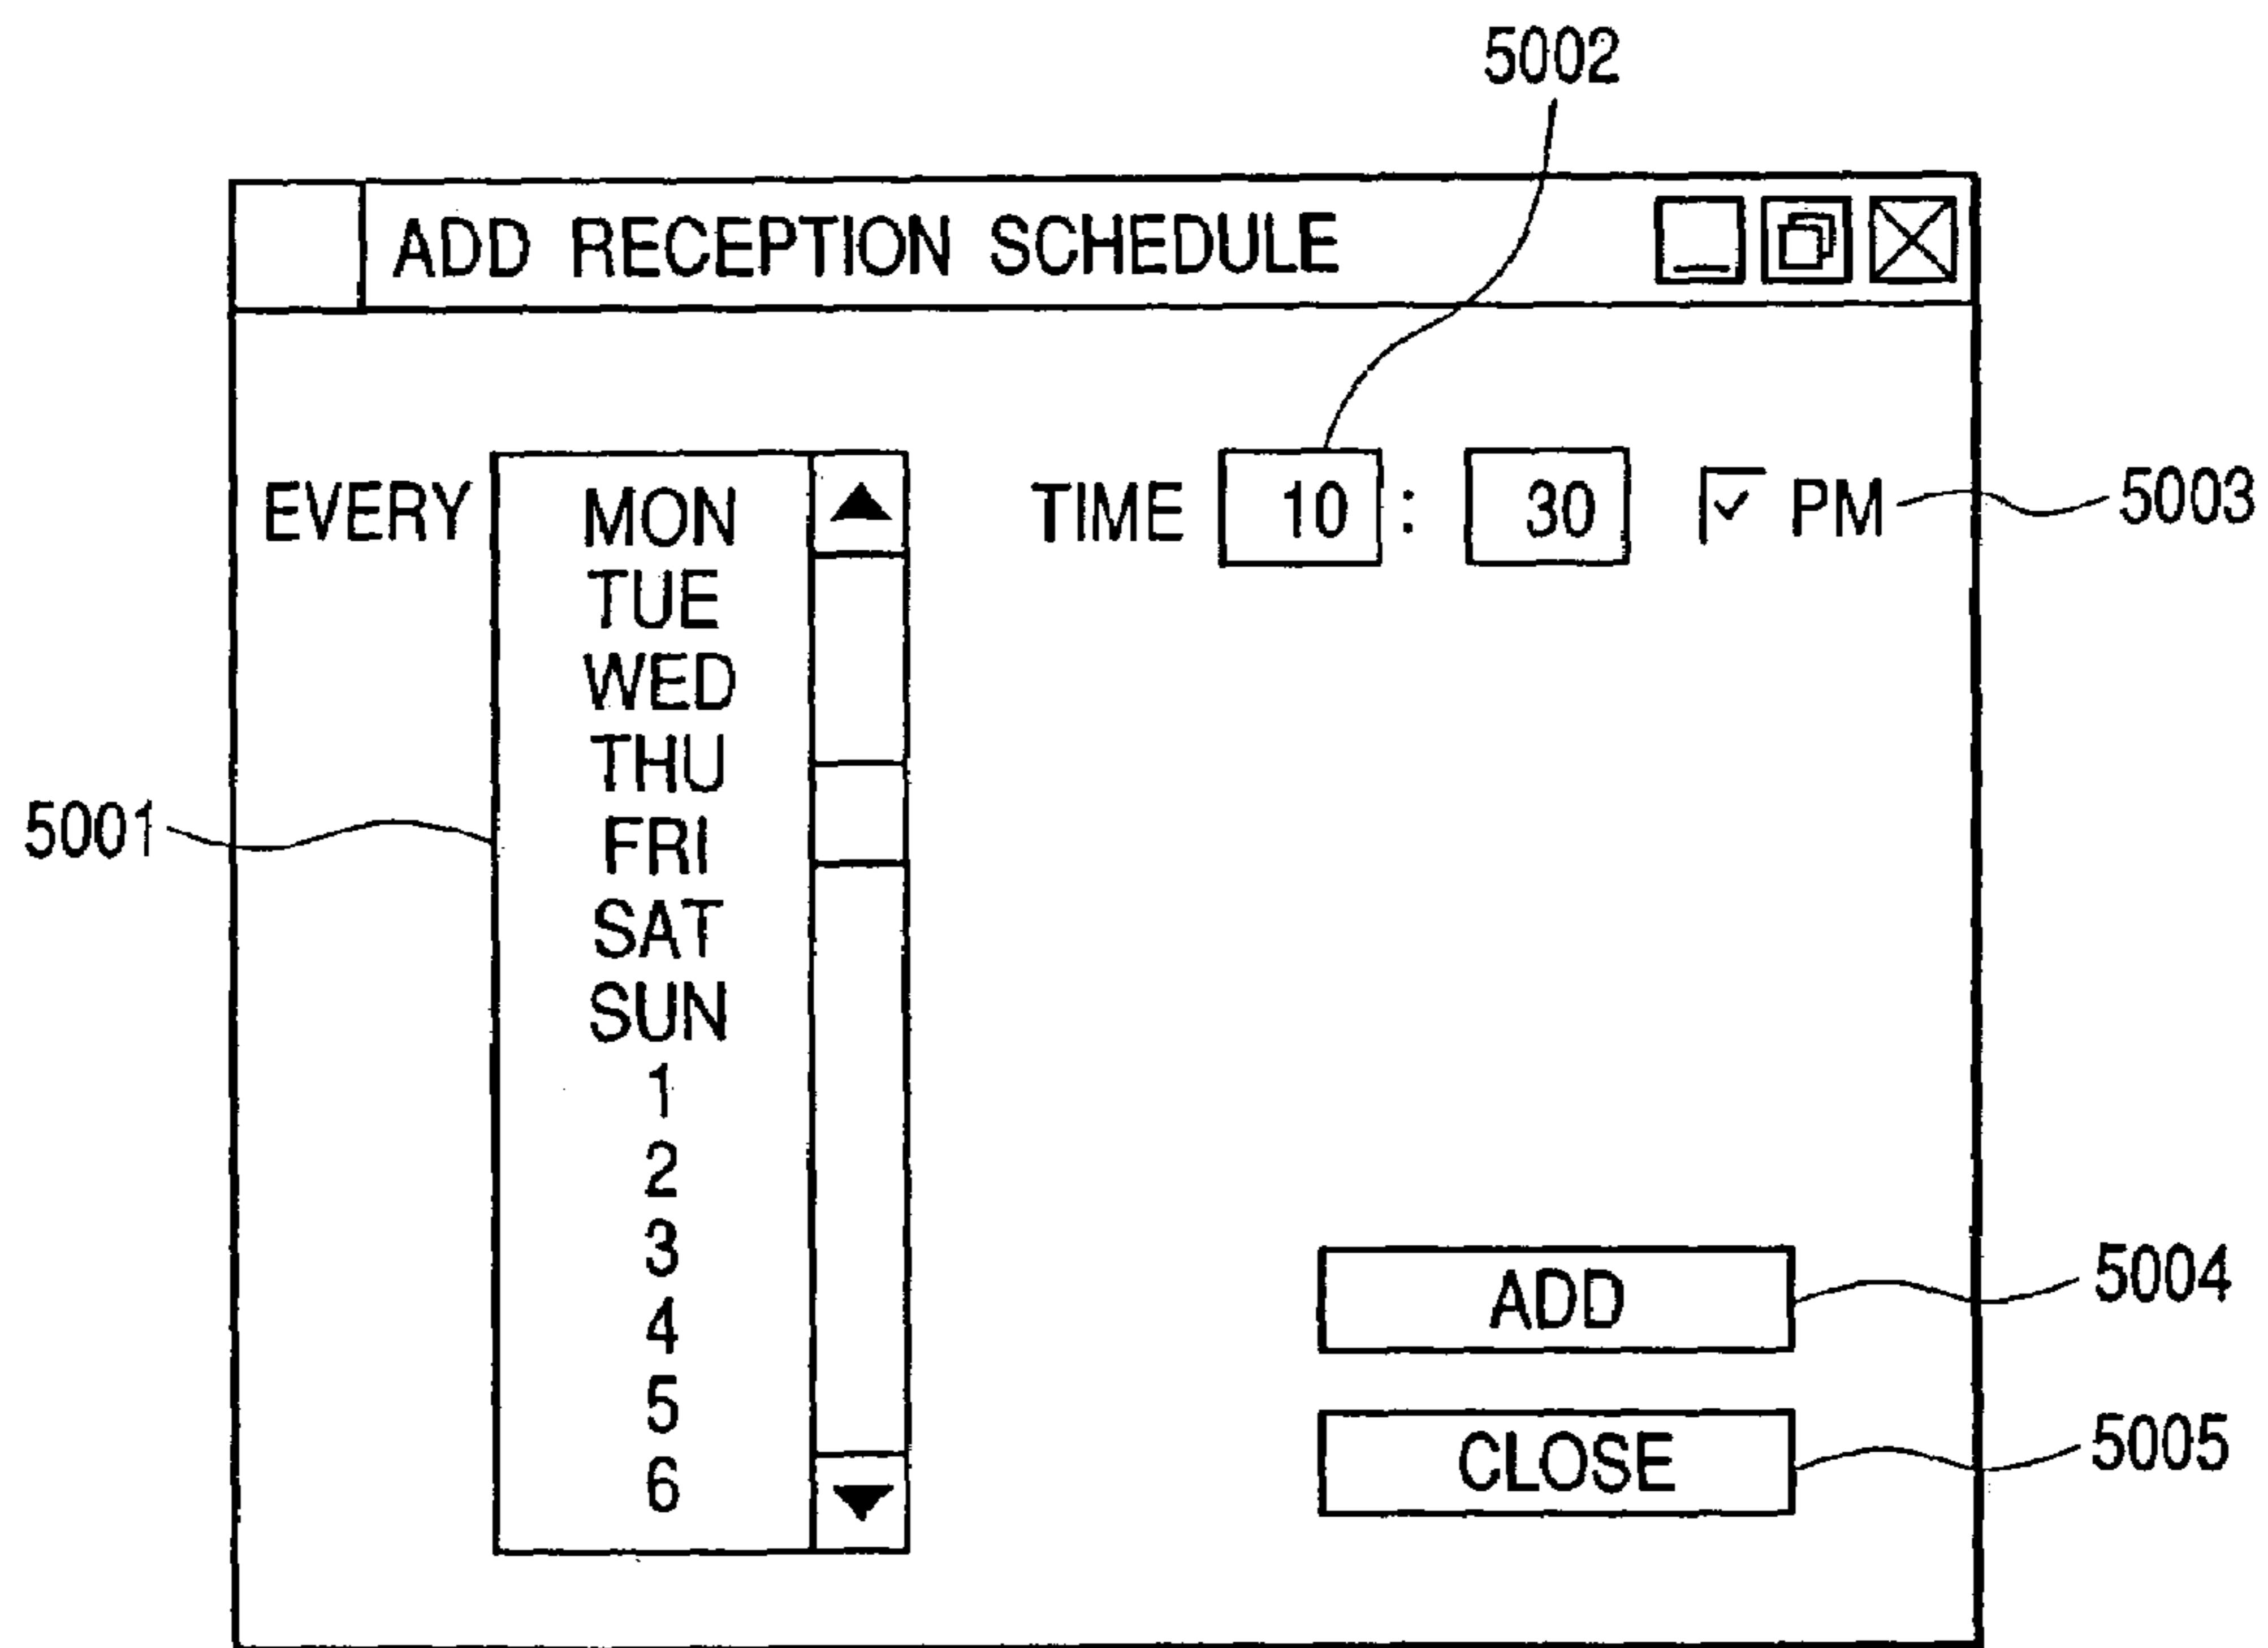 5002
ADD RECEPTION SCHEDULE
EVERY MON TIME 10 : 30 PM 5003
TUE
WED
THU
5001 FRI
SAT
SUN
1
2
3
4
5
6
ADD 5004
CLOSE 5005